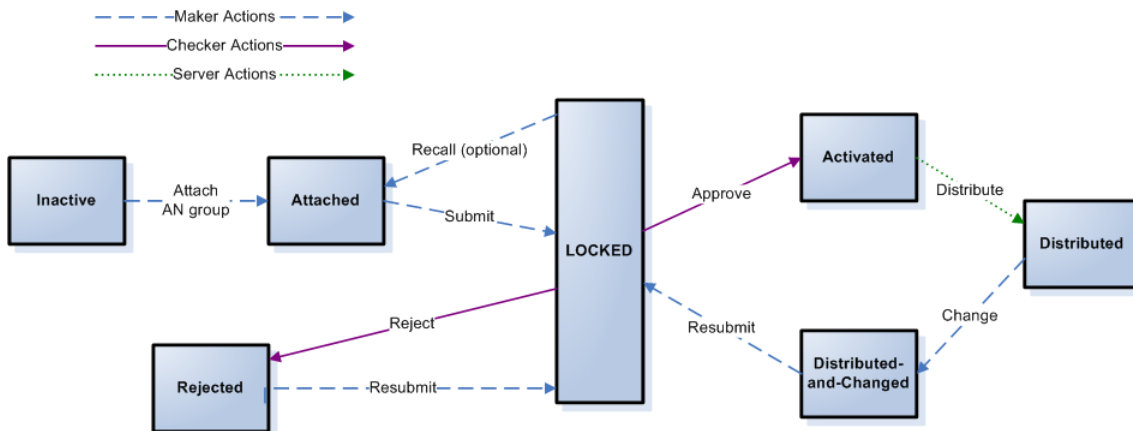 Maker Actions
Checker Actions
Server Actions
Recall (optional)
Activated
Inactive
Attach
AN group
Attached
Submit
LOCKED
Approve
Distribute
Distributed
Reject
Resubmit
Change
Rejected
Resubmit
Distributed-
and-Changed